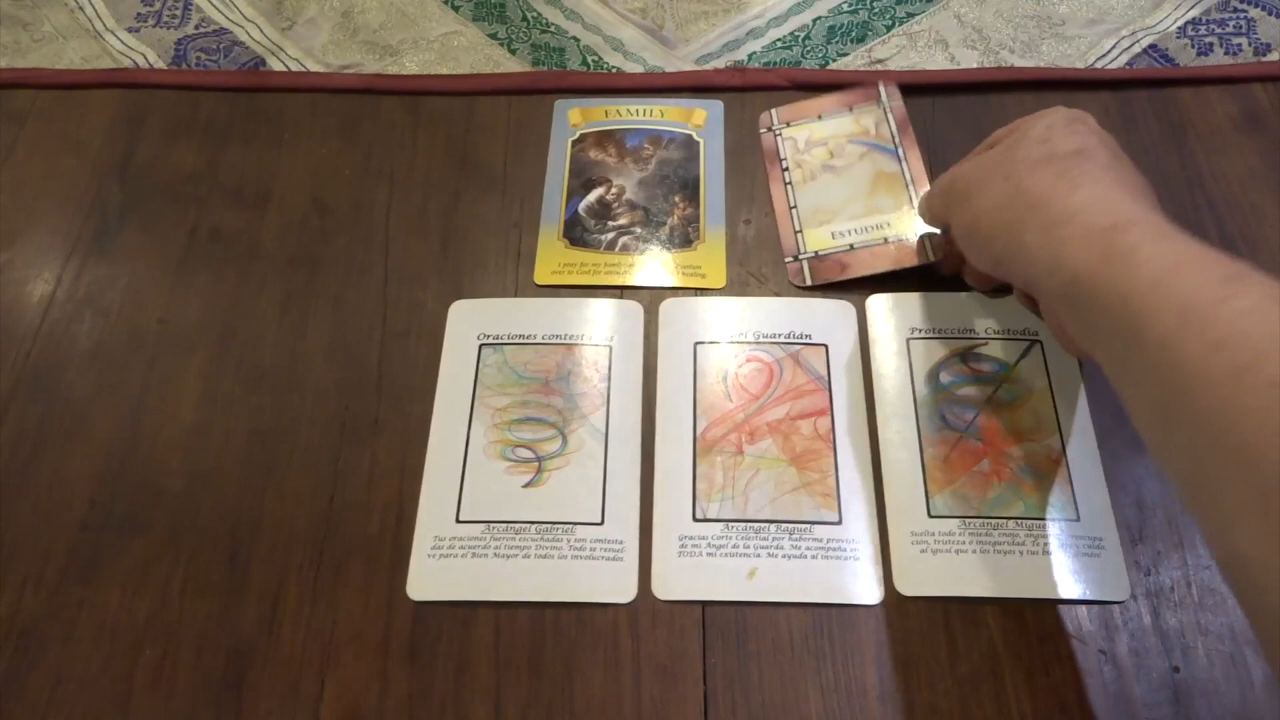 FAMILY
I pray for my family
over to God for
healing.
ESTUDIO
Oraciones
Arcángel Gabriel:
Tus oraciones fueron escuchadas y son contesta-
das de acuerdo al tiempo Divino. Todo se resuel-
ve para el Bien Mayor de todos los involucrados.
Guardián
Arcángel Raguel:
Gracias Corte Celestial por haberme
de mi Ángel de la Guarda. Me acompaña
TODA mi existencia. Me ayuda al
Protección, Custodia
Arcángel Miguel
Suelta todo el miedo, enojo,
ción, tristeza o inseguridad. Te y cuido,
al igual que a los tuyos y tus